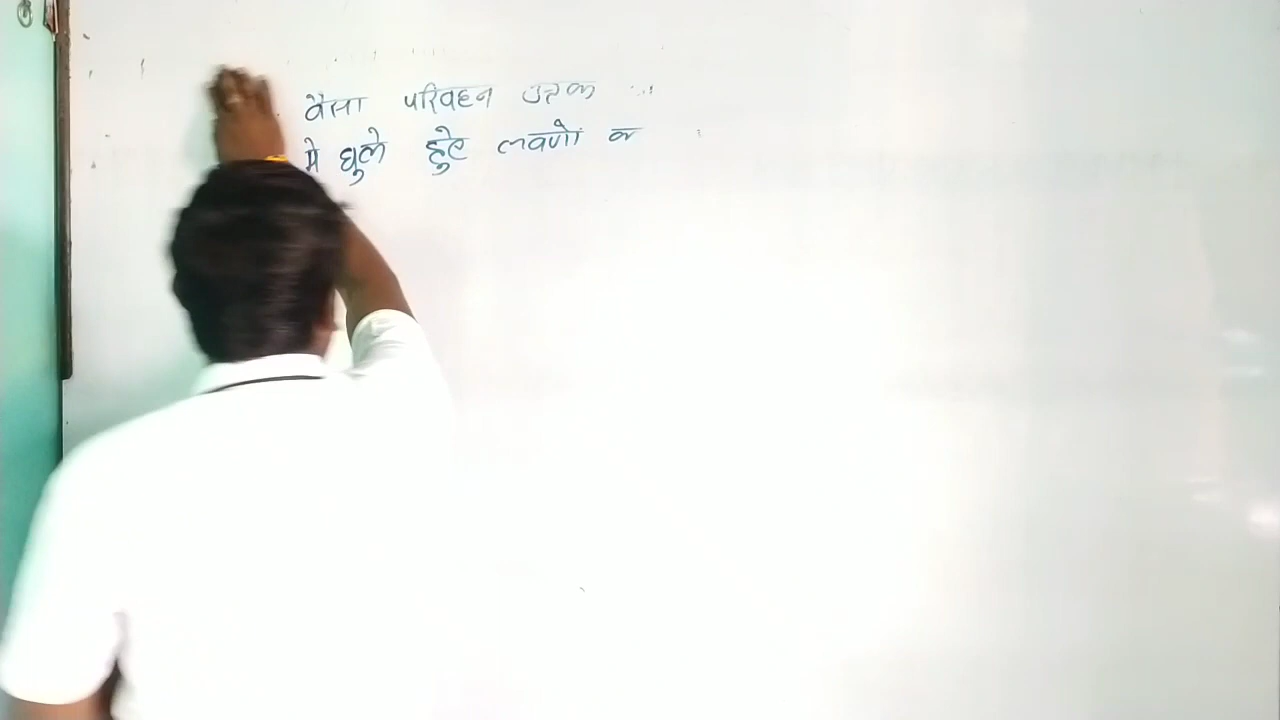 वैसा परिवहन उत्तक
मे घुले हुऐ लवणो क